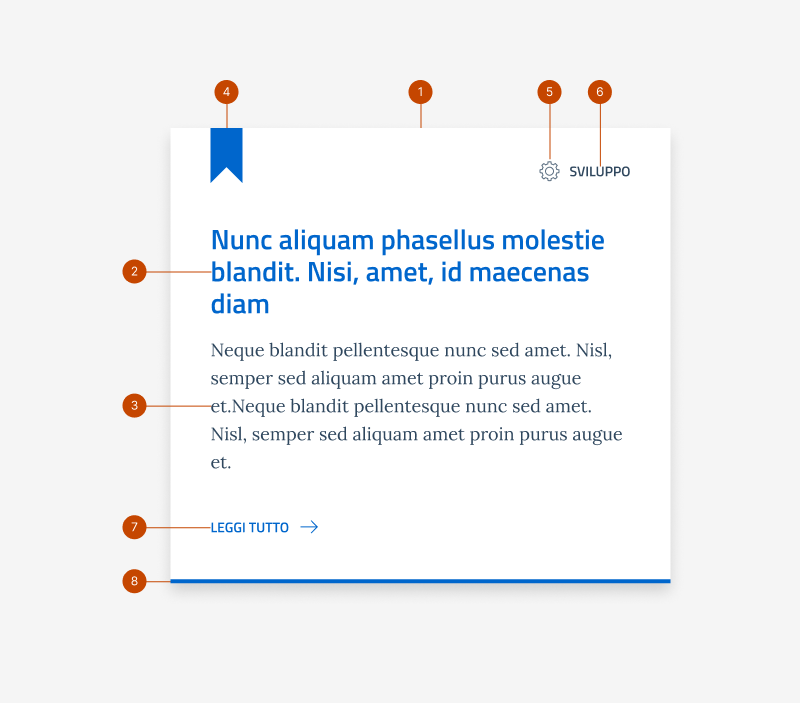 4
1
5
6
SVILUPPO
Nunc aliquam phasellus molestie
2
blandit. Nisi, amet, id maecenas
diam
Neque blandit pellentesque nunc sed amet. Nisl,
semper sed aliquam amet proin purus augue
3
et.Neque blandit pellentesque nunc sed amet.
Nisl, semper sed aliquam amet proin purus augue
et.
7
LEGGI TUTTO
8